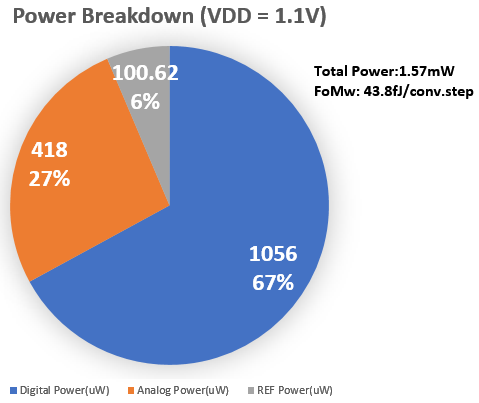 Power Breakdown (VDD = 1.1V)
Total Power:1.57mW
FoMw: 43.8fJ/conv.step
100.62
6%
418
27%
1056
67%
Digital Power(uW)
Analog Power(uW)
REF Power(uW)